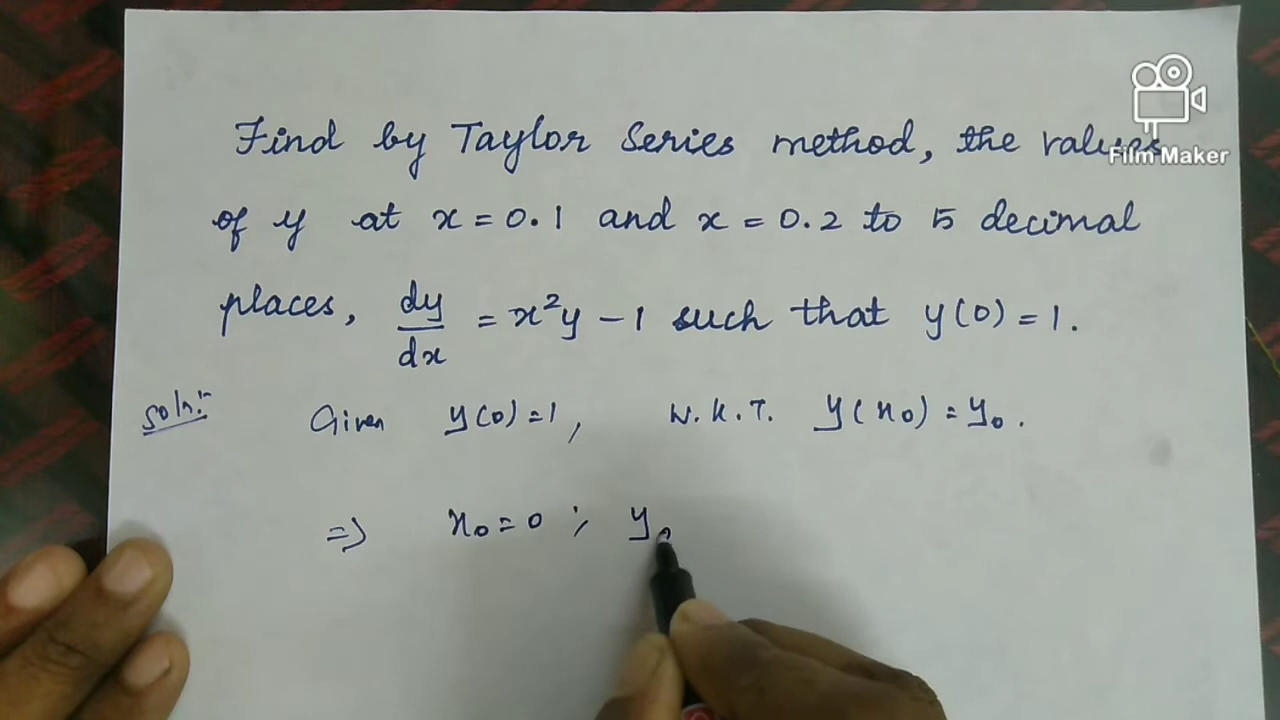 Find by Taylor Series method, the values
of y at x = 0.1 and x = 0.2 to 5 decimal
places, dy/dx = x²y − 1 such that y(0) = 1.
Soln:- Given y(0) = 1, W.K.T. y(x₀) = y₀.
=> x₀ = 0 ; y₀
Film Maker